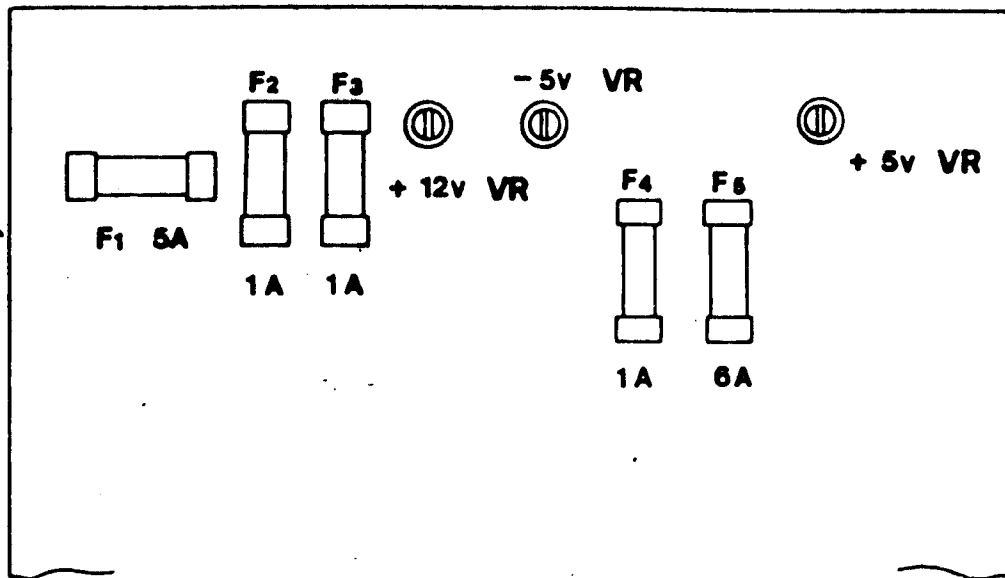 F2 F3 - 5v VR
+ 5v VR
+ 12v VR F4 F5
F1 5A
1A 1A
1A 6A